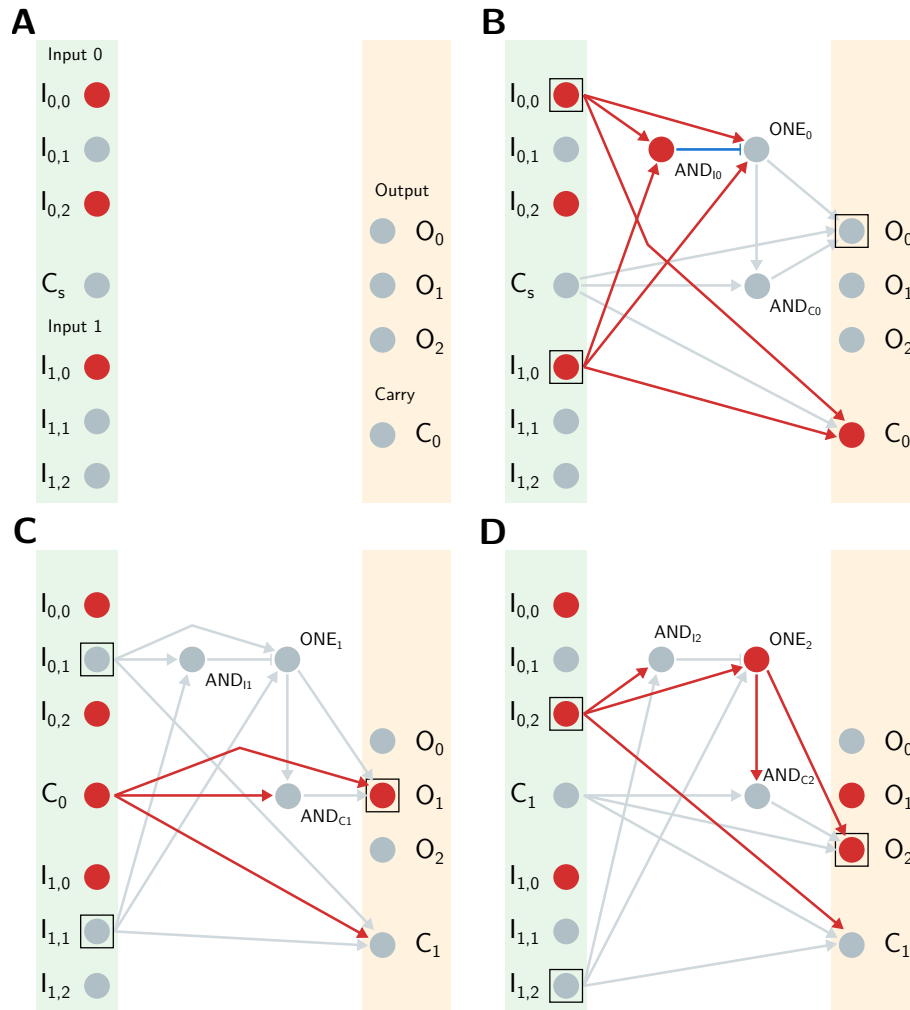 A
Input 0
I0,0
I0,1
I0,2
Cs
Input 1
I1,0
I1,1
I1,2
Output
O0
O1
O2
Carry
C0
B
I0,0
I0,1
I0,2
Cs
I1,0
I1,1
I1,2
ANDI0
ONE0
ANDC0
O0
O1
O2
C0
C
I0,0
I0,1
I0,2
C0
I1,0
I1,1
I1,2
ANDI1
ONE1
ANDC1
O0
O1
O2
C1
D
I0,0
I0,1
I0,2
C1
I1,0
I1,1
I1,2
ANDI2
ONE2
ANDC2
O0
O1
O2
C1